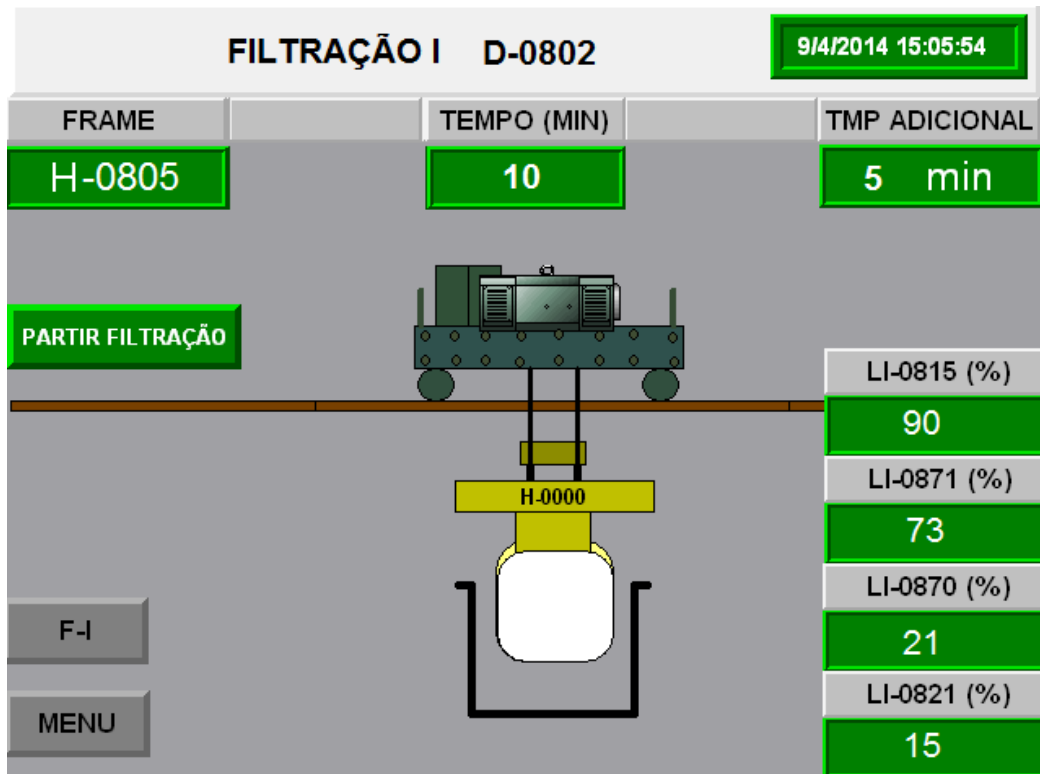 FILTRAÇÃO I D-0802
9/4/2014 15:05:54
FRAME
TEMPO (MIN)
TMP ADICIONAL
H-0805
10
5 min
PARTIR FILTRAÇÃO
LI-0815 (%)
90
H-0000
LI-0871 (%)
73
LI-0870 (%)
21
F-I
LI-0821 (%)
15
MENU